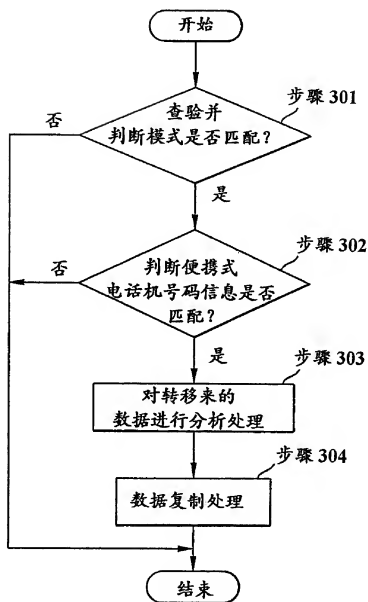 开始
步骤 301
查验并
判断模式是否匹配?
否
是
步骤 302
判断便携式
电话机号码信息是否
匹配?
否
是
步骤 303
对转移来的
数据进行分析处理
步骤 304
数据复制处理
结束